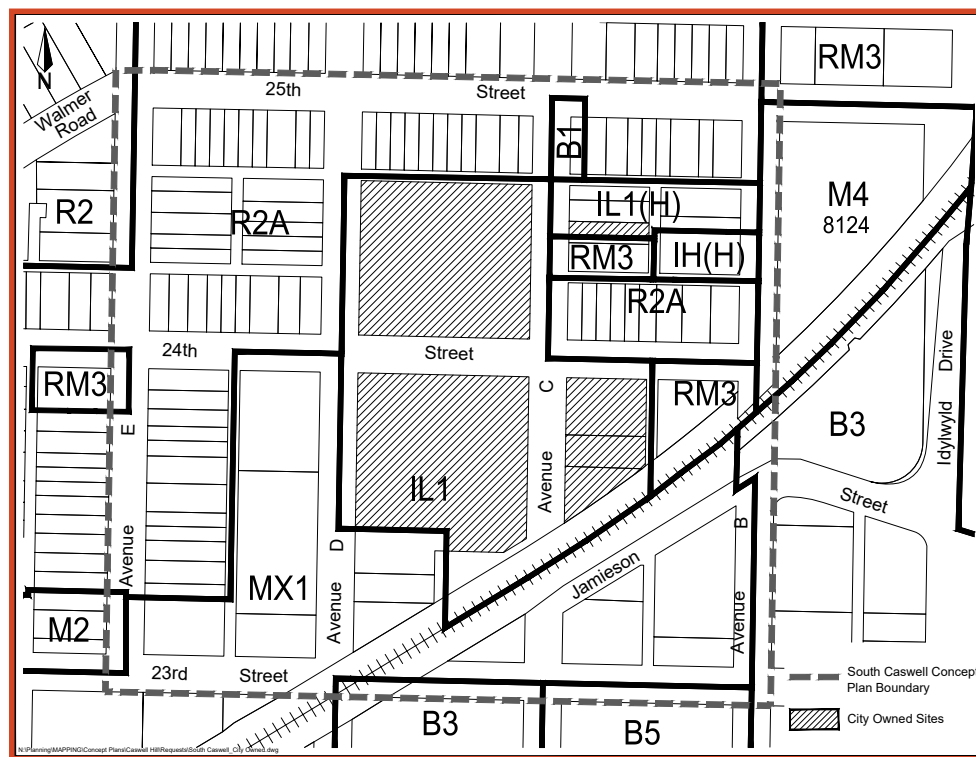 RM3
N
25th Street
Walmer
Road
B1
M4
8124
R2
R2A
IL1(H)
RM3
IH(H)
R2A
24th
Street
RM3
C
RM3
Drive
B3
Idylwyld
E
IL1
Avenue
Street
D
B
Avenue
MX1
Jamieson
Avenue
Avenue
M2
23rd
Street
South Caswell Concep
Plan Boundary
B3
B5
City Owned Sites
N:\Planning\MAPPING\Concept Plans\Caswell Hill\Requests\South Caswell_City Owned.dwg